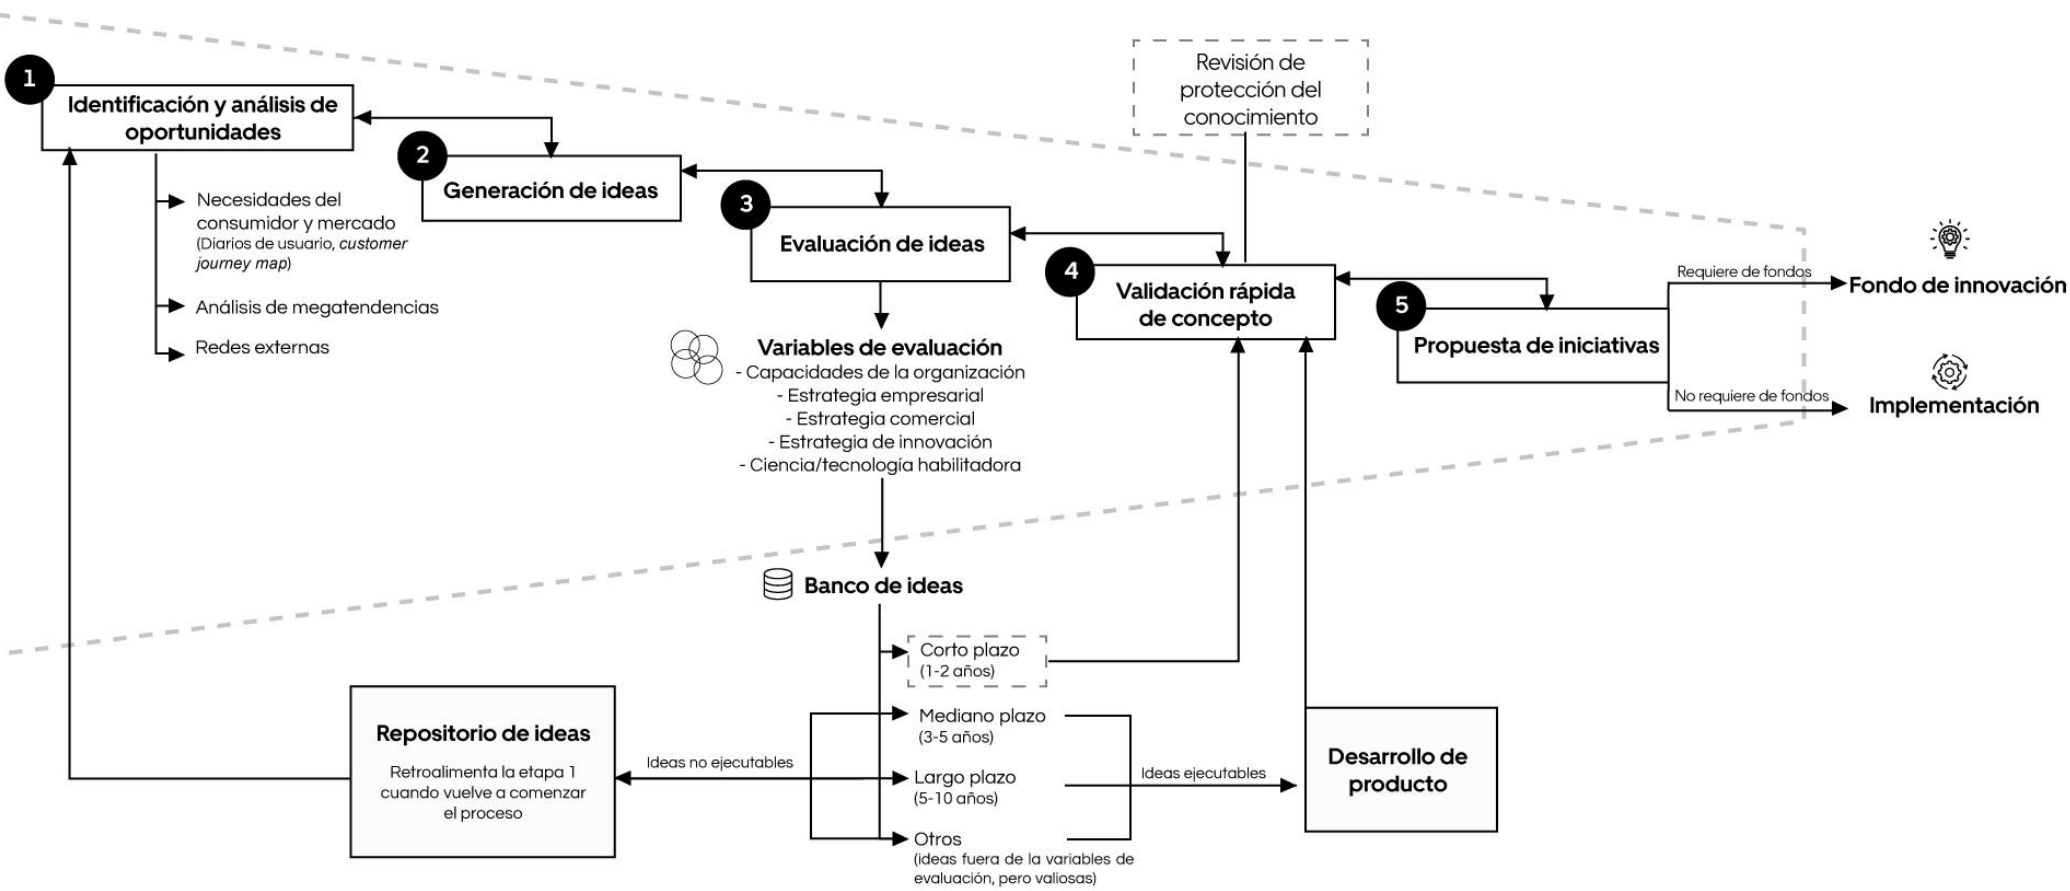 1
Identificación y análisis de
oportunidades
Necesidades del
consumidor y mercado
(Diarios de usuario, customer
journey map)
Análisis de megatendencias
Redes externas
2
Generación de ideas
3
Evaluación de ideas
Variables de evaluación
- Capacidades de la organización
- Estrategia empresarial
- Estrategia comercial
- Estrategia de innovación
- Ciencia/tecnología habilitadora
Revisión de
protección del
conocimiento
4
Validación rápida
de concepto
5
Propuesta de iniciativas
Requiere de fondos
Fondo de innovación
No requiere de fondos
Implementación
Banco de ideas
Corto plazo
(1-2 años)
Mediano plazo
(3-5 años)
Largo plazo
(5-10 años)
Otros
(ideas fuera de la variables de
evaluación, pero valiosas)
Ideas no ejecutables
Repositorio de ideas
Retroalimenta la etapa 1
cuando vuelve a comenzar
el proceso
Ideas ejecutables
Desarrollo de
producto